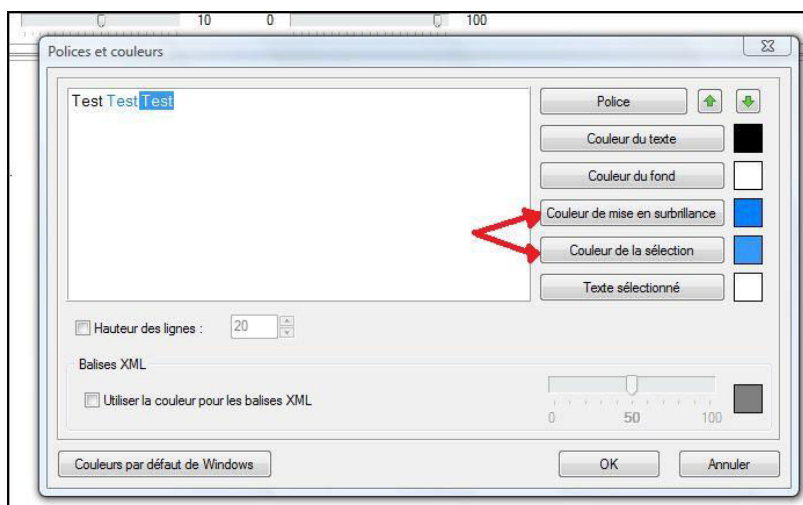 10 0 100
Polices et couleurs
Test Test Test
Police
Couleur du texte
Couleur du fond
Couleur de mise en surbrillance
Couleur de la sélection
Texte sélectionné
Hauteur des lignes : 20
Balises XML
Utiliser la couleur pour les balises XML
0 50 100
Couleurs par défaut de Windows OK Annuler